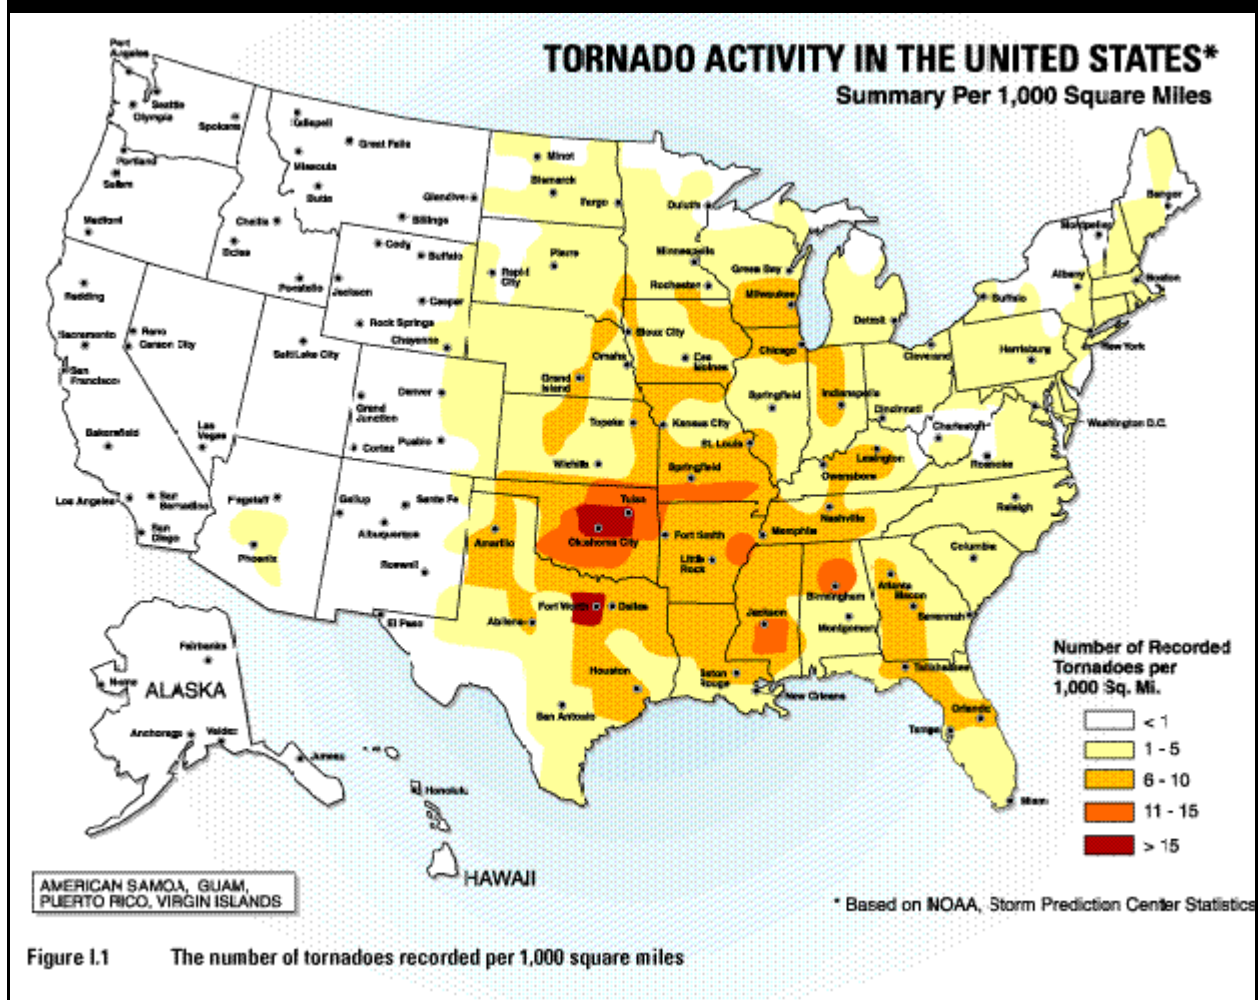 TORNADO ACTIVITY IN THE UNITED STATES*
Summary Per 1,000 Square Miles
Port
Angeles
Seattle
Olympia
Spokane
Portland
Salem
Medford
Kalispell
Great Falls
Missoula
Butte
Glendive
Billings
Challis
Boise
Pocatello
Cody
Buffalo
Jackson
Casper
Rock Springs
Cheyenne
Minot
Bismarck
Fargo
Pierre
Rapid
City
Duluth
Minneapolis
Rochester
Green Bay
Milwaukee
Chicago
Detroit
Bangor
Montpelier
Albany
Boston
Buffalo
New York
Harrisburg
Cleveland
Washington D.C.
Redding
Sacramento
San
Francisco
Reno
Carson City
Salt Lake City
Las
Vegas
Bakersfield
Los Angeles
San
Bernadino
San
Diego
Denver
Grand
Junction
Pueblo
Cortez
Sioux City
Omaha
Des
Moines
Grand
Island
Topeka
Kansas City
St. Louis
Wichita
Springfield
Springfield
Indianapolis
Cincinnati
Charleston
Roanoke
Lexington
Owensboro
Nashville
Raleigh
Columbia
Flagstaff
Phoenix
Gallup
Santa Fe
Albuquerque
Roswell
El Paso
Amarillo
Tulsa
Oklahoma City
Fort Smith
Little
Rock
Memphis
Fort Worth
Dallas
Abilene
Houston
San Antonio
Jackson
Birmingham
Montgomery
Atlanta
Macon
Savannah
Baton
Rouge
New Orleans
Tallahassee
Orlando
Tampa
Miami
Fairbanks
Nome
ALASKA
Anchorage
Valdez
Juneau
Honolulu
HAWAII
Number of Recorded
Tornadoes per
1,000 Sq. Mi.
< 1
1 - 5
6 - 10
11 - 15
> 15
AMERICAN SAMOA, GUAM,
PUERTO RICO, VIRGIN ISLANDS
* Based on NOAA, Storm Prediction Center Statistics
Figure I.1 The number of tornadoes recorded per 1,000 square miles